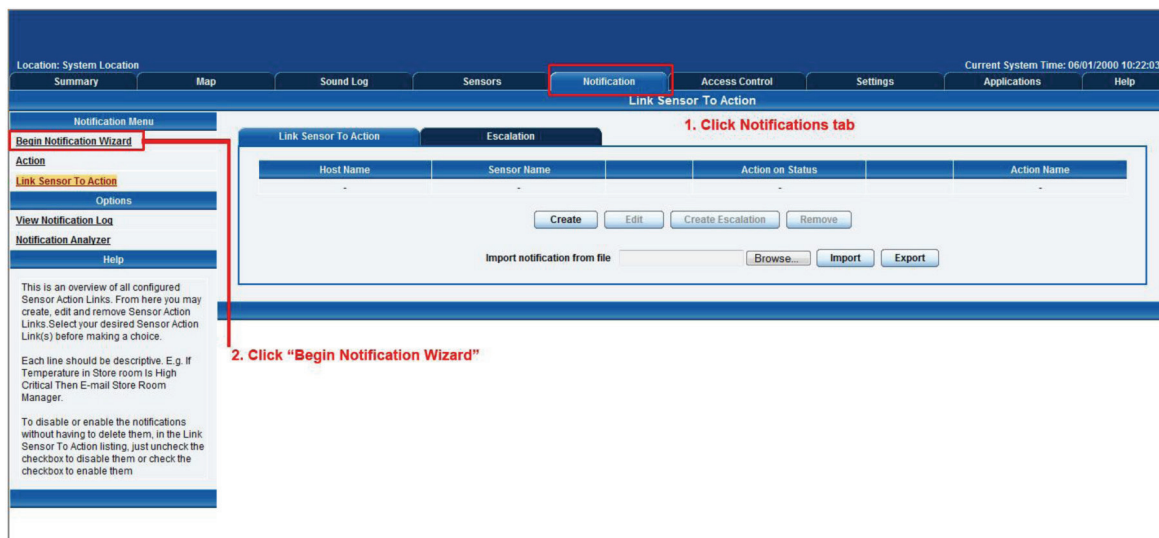 Location: System Location
Current System Time: 06/01/2000 10:22:03
Summary Map Sound Log Sensors Notification Access Control Settings Applications Help
Link Sensor To Action
1. Click Notifications tab
Notification Menu
Begin Notification Wizard
Action
Link Sensor To Action
Options
View Notification Log
Notification Analyzer
Help
This is an overview of all configured
Sensor Action Links. From here you may
create, edit and remove Sensor Action
Links.Select your desired Sensor Action
Link(s) before making a choice.
Each line should be descriptive. E.g. If
Temperature in Store room Is High
Critical Then E-mail Store Room
Manager.
To disable or enable the notifications
without having to delete them, in the Link
Sensor To Action listing, just uncheck the
checkbox to disable them or check the
checkbox to enable them
Link Sensor To Action Escalation
Host Name Sensor Name Action on Status Action Name
- - - -
Create Edit Create Escalation Remove
Import notification from file Browse... Import Export
2. Click “Begin Notification Wizard”